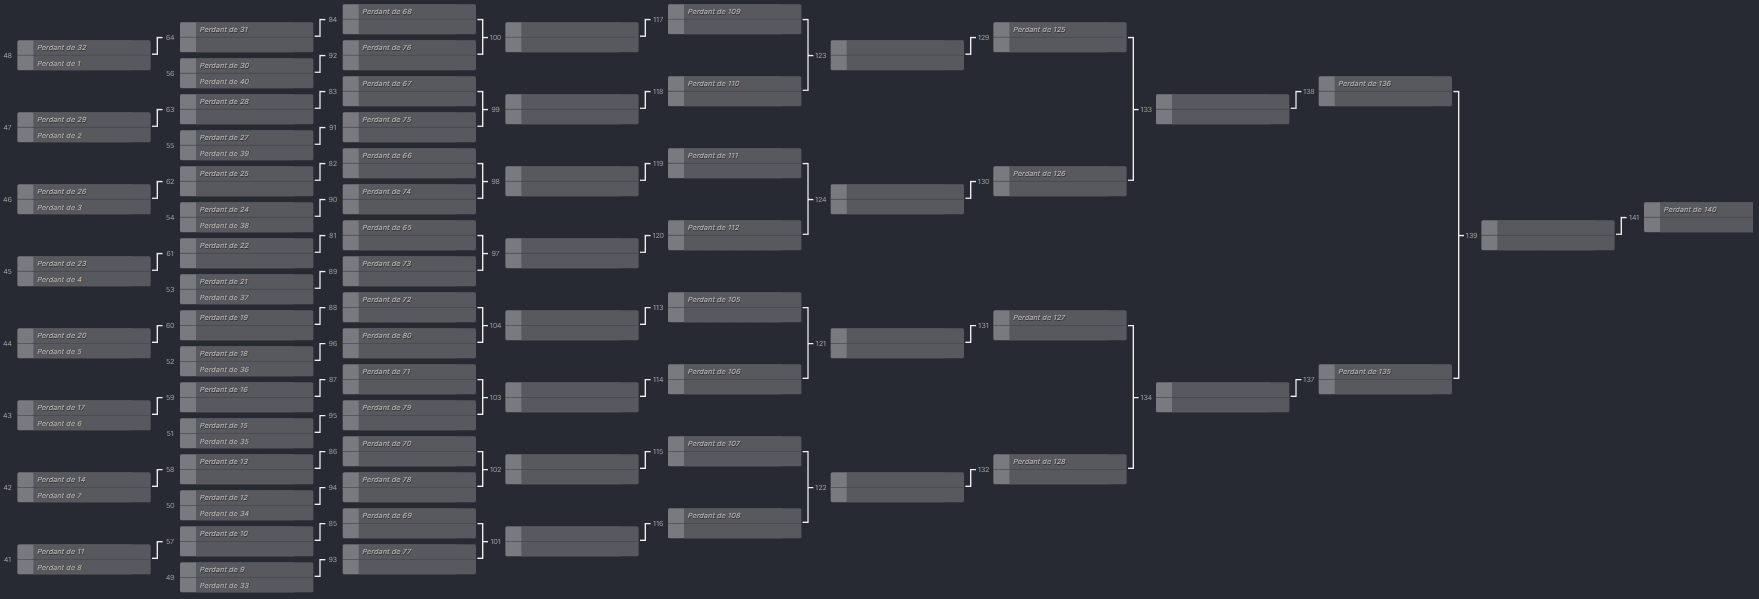 48
Perdant de 32
Perdant de 1
47
Perdant de 29
Perdant de 2
46
Perdant de 26
Perdant de 3
45
Perdant de 23
Perdant de 4
44
Perdant de 20
Perdant de 5
43
Perdant de 17
Perdant de 6
42
Perdant de 14
Perdant de 7
41
Perdant de 11
Perdant de 8
64
Perdant de 31
56
Perdant de 30
Perdant de 40
63
Perdant de 28
55
Perdant de 27
Perdant de 39
62
Perdant de 25
54
Perdant de 24
Perdant de 38
61
Perdant de 22
53
Perdant de 21
Perdant de 37
60
Perdant de 19
52
Perdant de 18
Perdant de 36
59
Perdant de 16
51
Perdant de 15
Perdant de 35
58
Perdant de 13
50
Perdant de 12
Perdant de 34
57
Perdant de 10
49
Perdant de 9
Perdant de 33
84
Perdant de 68
92
Perdant de 76
83
Perdant de 67
91
Perdant de 75
82
Perdant de 66
90
Perdant de 74
81
Perdant de 65
89
Perdant de 73
88
Perdant de 72
96
Perdant de 80
87
Perdant de 71
95
Perdant de 79
86
Perdant de 70
94
Perdant de 78
85
Perdant de 69
93
Perdant de 77
100
99
98
97
104
103
102
101
117
Perdant de 109
118
Perdant de 110
119
Perdant de 111
120
Perdant de 112
113
Perdant de 105
114
Perdant de 106
115
Perdant de 107
116
Perdant de 108
123
124
121
122
129
Perdant de 125
130
Perdant de 126
131
Perdant de 127
132
Perdant de 128
133
134
138
Perdant de 136
137
Perdant de 135
139
141
Perdant de 140